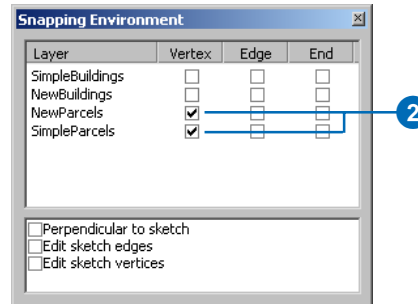 Snapping Environment
Layer Vertex Edge End
SimpleBuildings
NewBuildings
NewParcels
SimpleParcels
2
Perpendicular to sketch
Edit sketch edges
Edit sketch vertices